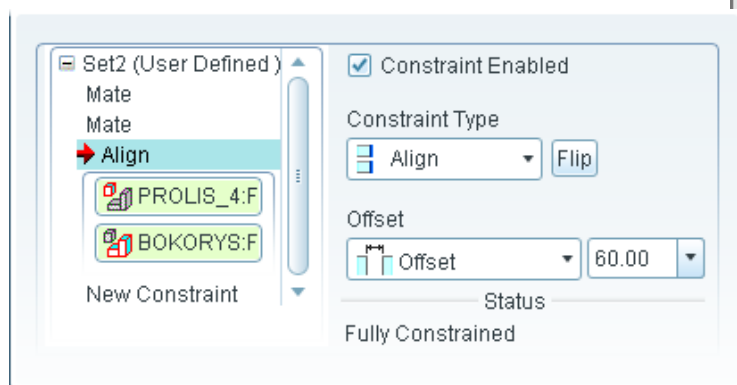 Set2 (User Defined )
Mate
Mate
Align
PROLIS_4:F
BOKORYS:F
New Constraint
Constraint Enabled
Constraint Type
Align
Flip
Offset
Offset
60.00
Status
Fully Constrained